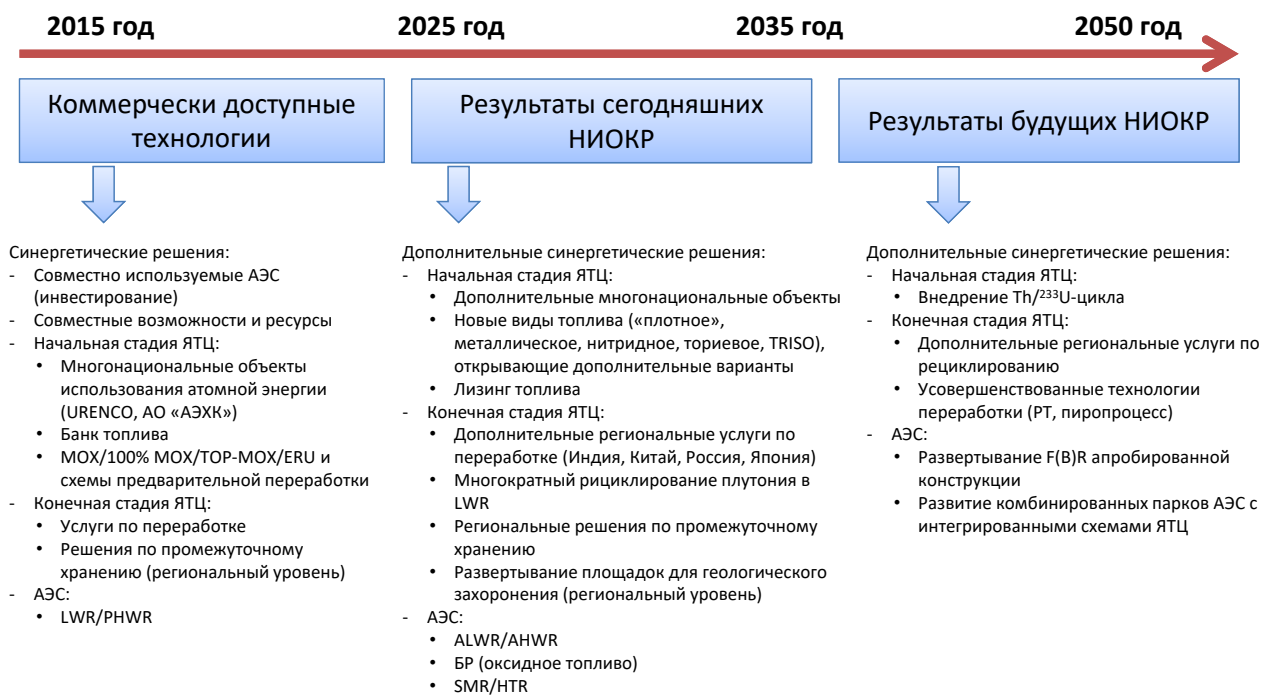 2015 год
2025 год
2035 год
2050 год
Коммерчески доступные
технологии
Результаты сегодняшних
НИОКР
Результаты будущих НИОКР
Синергетические решения:
- Совместно используемые АЭС
(инвестирование)
- Совместные возможности и ресурсы
- Начальная стадия ЯТЦ:
• Многонациональные объекты
использования атомной энергии
(URENCO, АО «АЭХК»)
• Банк топлива
• MOX/100% MOX/TOP-MOX/ERU и
схемы предварительной переработки
- Конечная стадия ЯТЦ:
• Услуги по переработке
• Решения по промежуточному
хранению (региональный уровень)
- АЭС:
• LWR/PHWR
Дополнительные синергетические решения:
- Начальная стадия ЯТЦ:
• Дополнительные многонациональные объекты
• Новые виды топлива («плотное»,
металлическое, нитридное, ториевое, TRISO),
открывающие дополнительные варианты
• Лизинг топлива
- Конечная стадия ЯТЦ:
• Дополнительные региональные услуги по
переработке (Индия, Китай, Россия, Япония)
• Многократный рициклирование плутония в
LWR
• Региональные решения по промежуточному
хранению
• Развертывание площадок для геологического
захоронения (региональный уровень)
- АЭС:
• ALWR/AHWR
• БР (оксидное топливо)
• SMR/HTR
Дополнительные синергетические решения:
- Начальная стадия ЯТЦ:
• Внедрение Th/²³³U-цикла
- Конечная стадия ЯТЦ:
• Дополнительные региональные услуги по
рециклированию
• Усовершенствованные технологии
переработки (РТ, пиропроцесс)
- АЭС:
• Развертывание F(B)R апробированной
конструкции
• Развитие комбинированных парков АЭС с
интегрированными схемами ЯТЦ